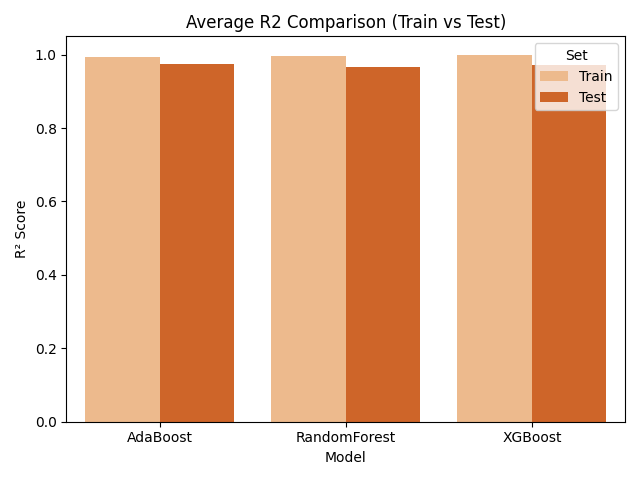 Average R2 Comparison (Train vs Test)
Set
Train
Test
1.0
0.8
0.6
0.4
0.2
0.0
R² Score
AdaBoost
RandomForest
XGBoost
Model